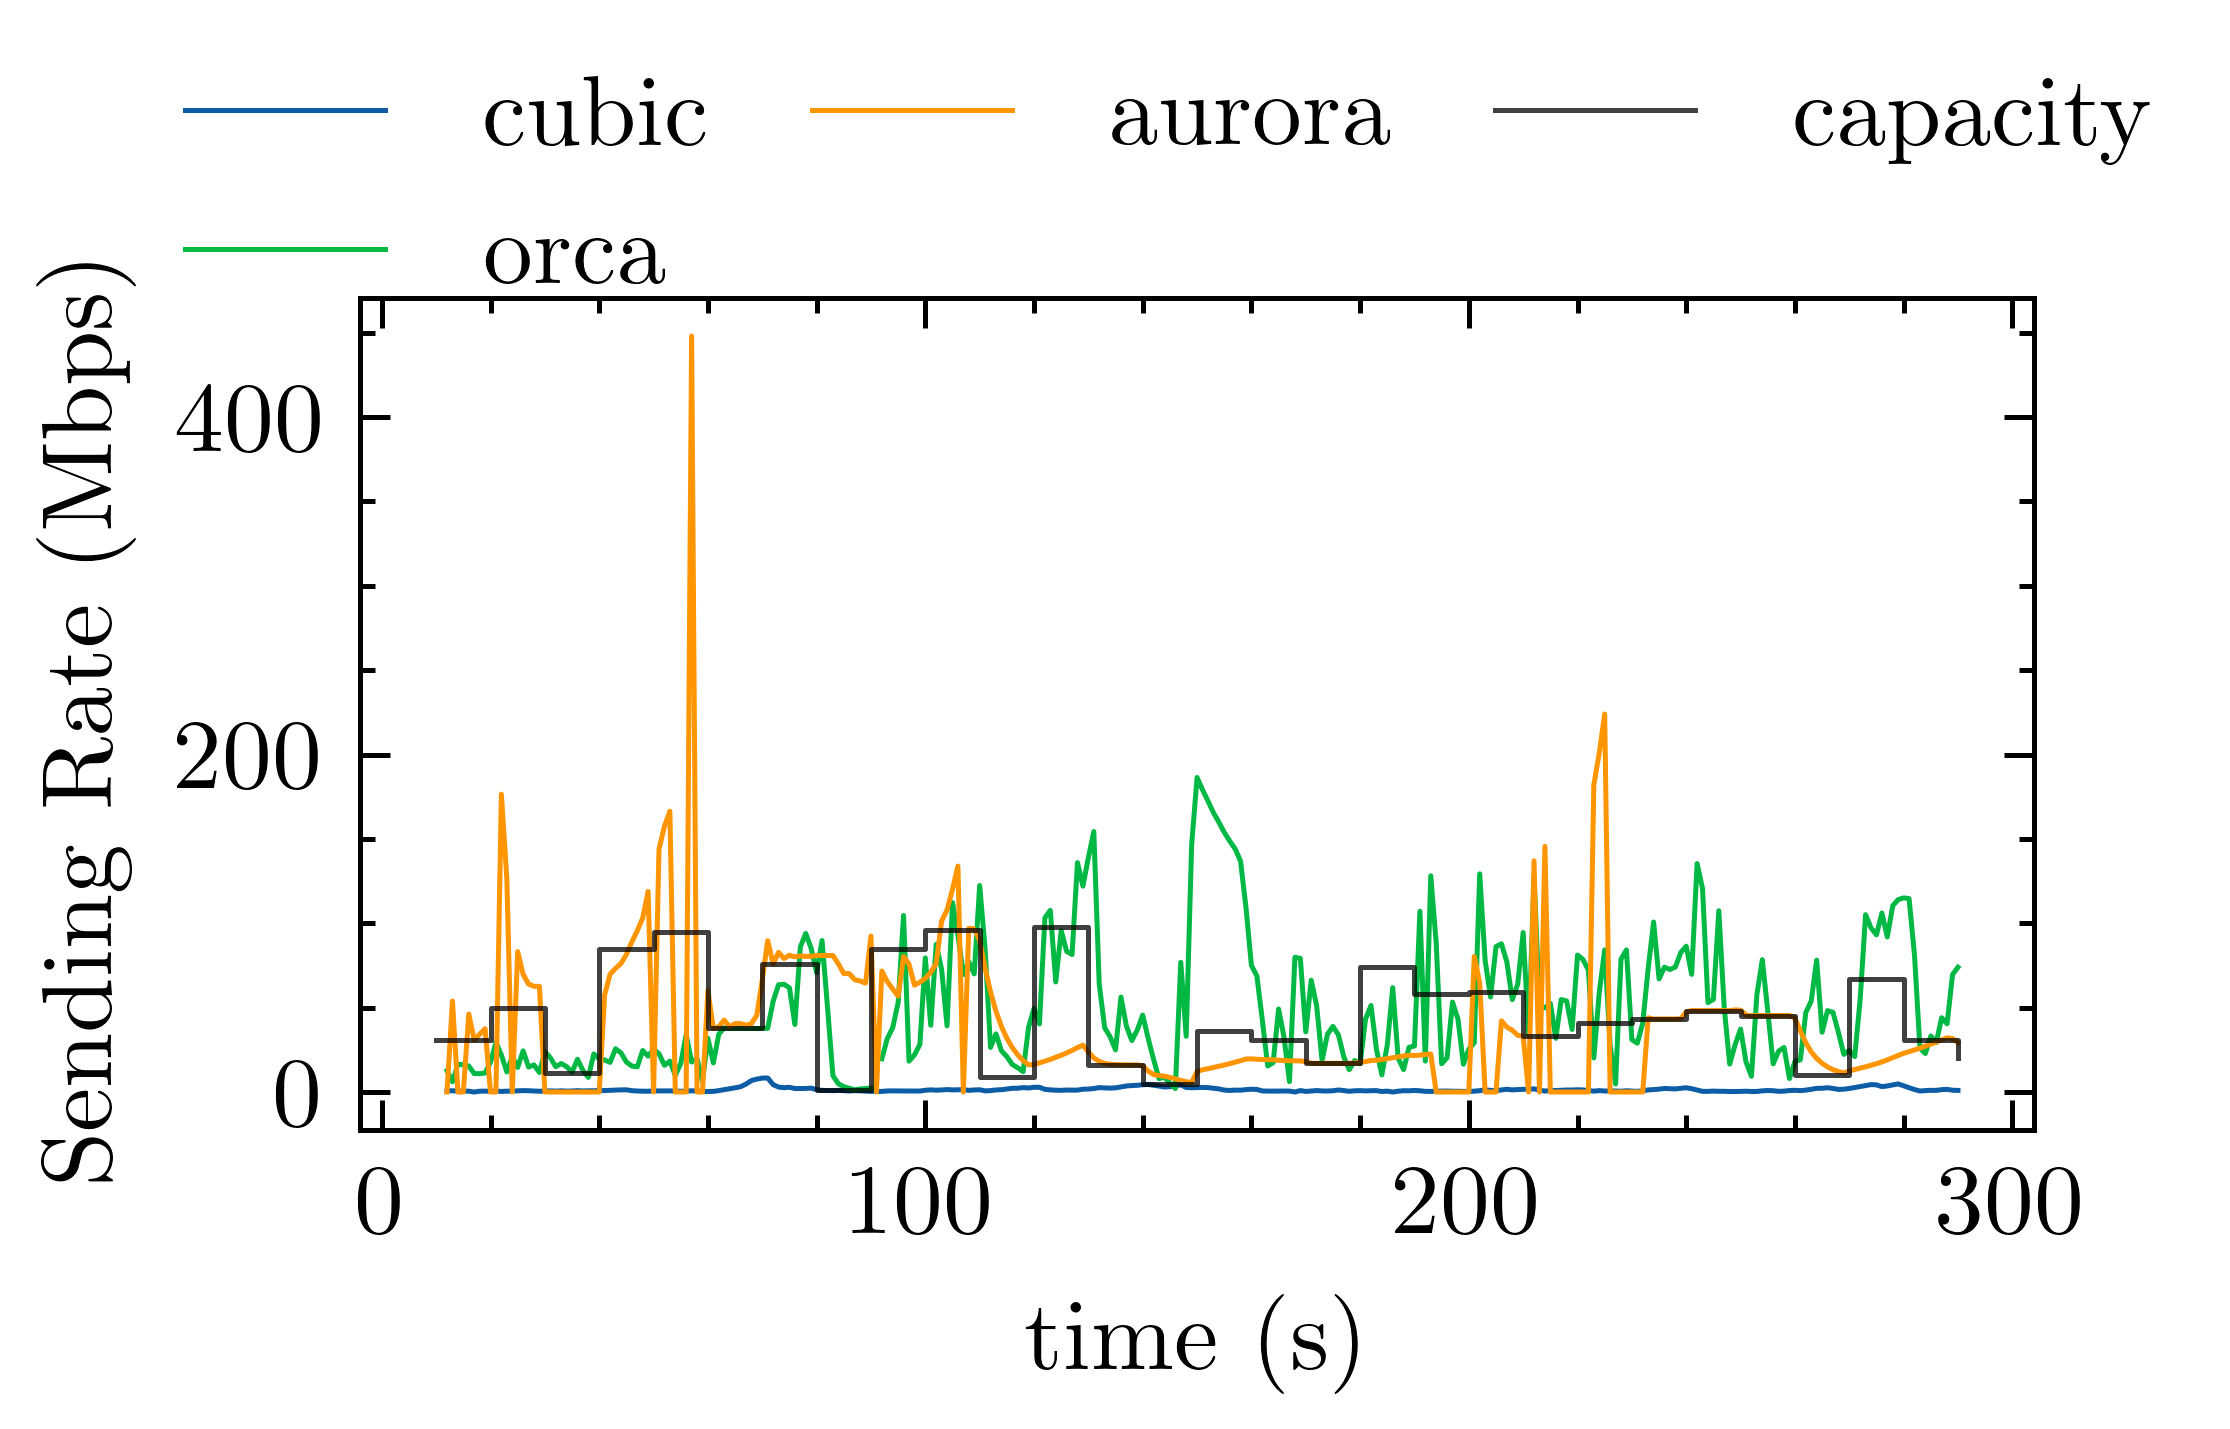 cubic aurora capacity
orca
Sending Rate (Mbps)
400
200
0
0 100 200 300
time (s)